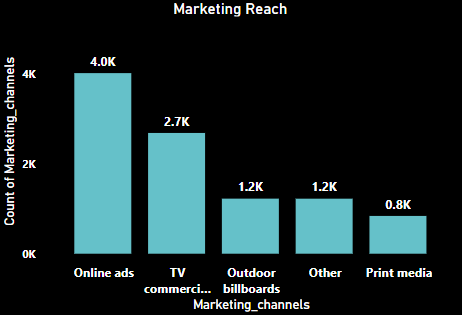 Marketing Reach
Count of Marketing_channels
4K
2K
0K
4.0K
2.7K
1.2K
1.2K
0.8K
Online ads
TV
commerci...
Outdoor
billboards
Other
Print media
Marketing_channels